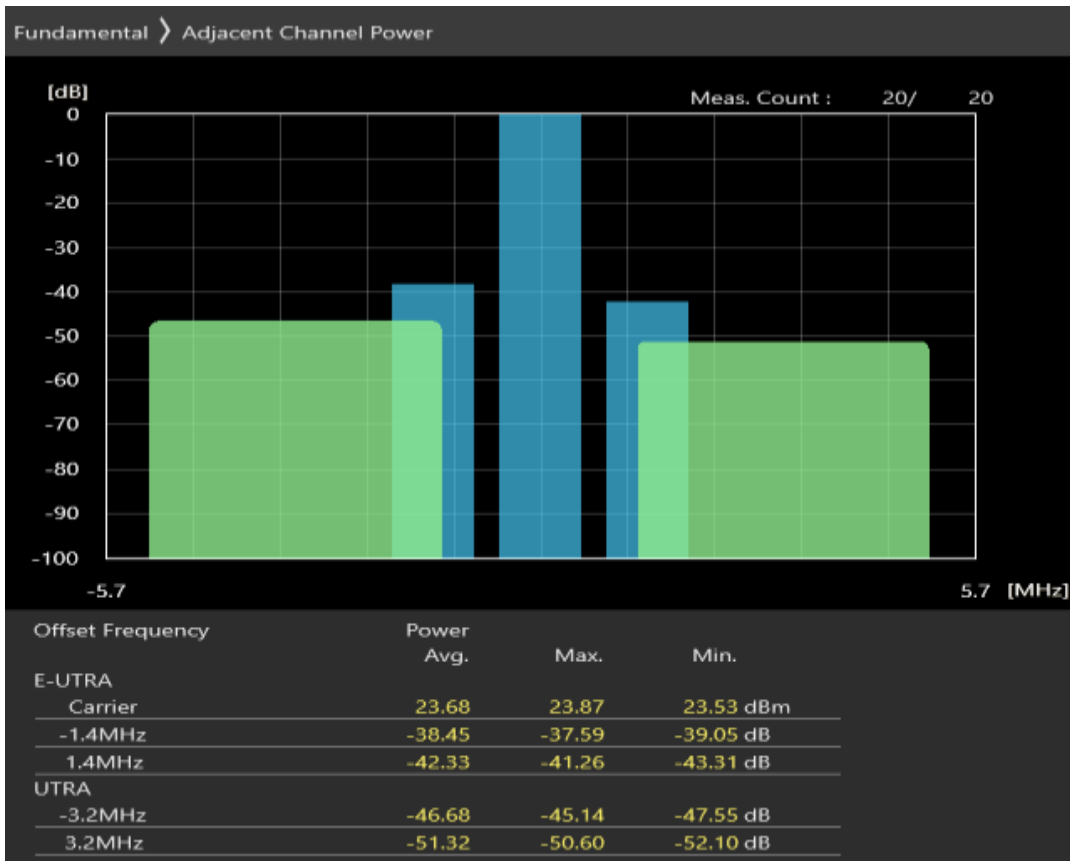 Fundamental 〉 Adjacent Channel Power
[dB]
Meas. Count : 20/ 20
0
-10
-20
-30
-40
-50
-60
-70
-80
-90
-100
-5.7 5.7 [MHz]
Offset Frequency Power
Avg. Max. Min.
E-UTRA
Carrier 23.68 23.87 23.53 dBm
-1.4MHz -38.45 -37.59 -39.05 dB
1.4MHz -42.33 -41.26 -43.31 dB
UTRA
-3.2MHz -46.68 -45.14 -47.55 dB
3.2MHz -51.32 -50.60 -52.10 dB